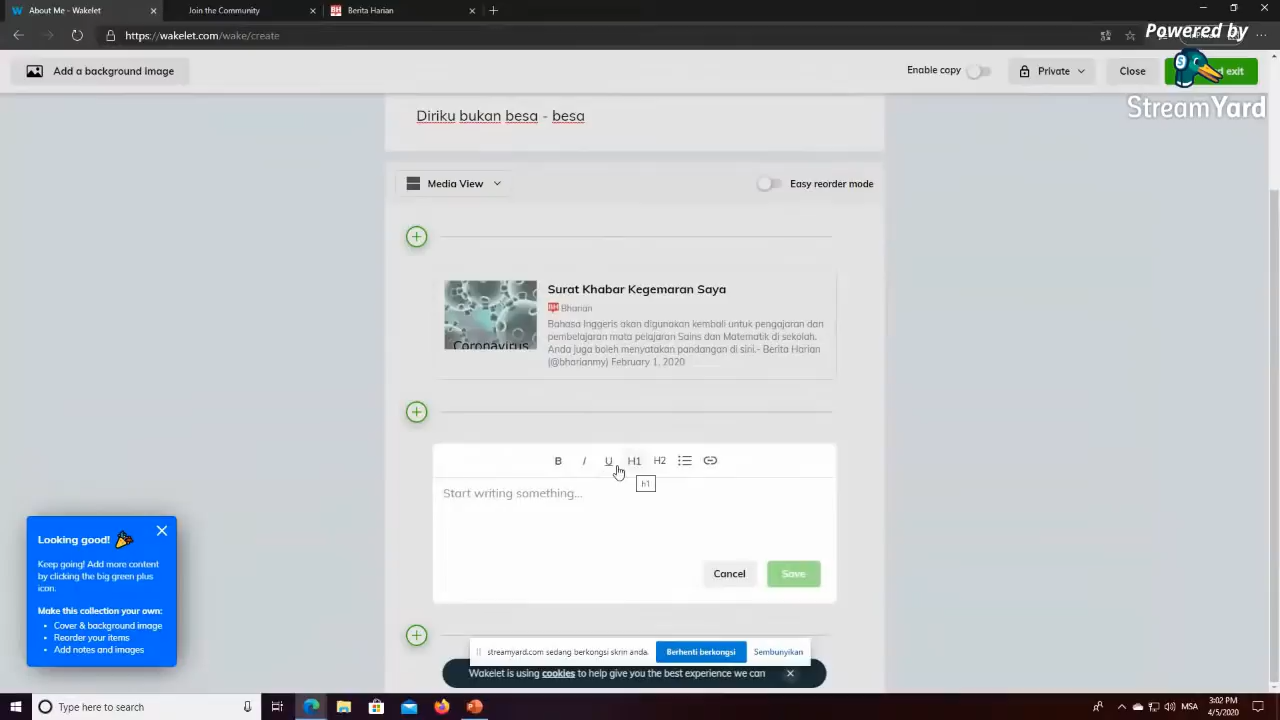 About Me - Wakelet
Join the Community
Berita Harian
https://wakelet.com/wake/create
Powered by
StreamYard
Add a background image
Enable copy
Private
Close
exit
Diriku bukan besa - besa
Media View
Easy reorder mode
Surat Khabar Kegemaran Saya
BH Bharian
Bahasa Inggeris akan digunakan kembali untuk pengajaran dan
pembelajaran mata pelajaran Sains dan Matematik di sekolah.
Anda juga boleh menyatakan pandangan di sini.- Berita Harian
(@bharianmy) February 1, 2020
Coronavirus
B I U H1 H2
h1
Start writing something...
Cancel
Save
Looking good!
Keep going! Add more content
by clicking the big green plus
icon.
Make this collection your own:
• Cover & background image
• Reorder your items
• Add notes and images
streamyard.com sedang berkongsi skrin anda.
Berhenti berkongsi
Sembunyikan
Wakelet is using cookies to help give you the best experience we can
Type here to search
3:02 PM
4/5/2020